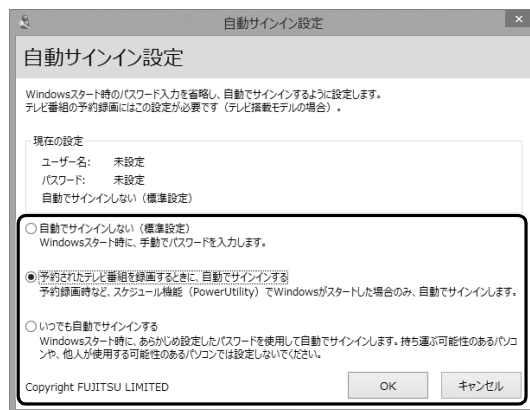 自動サインイン設定
×
自動サインイン設定
Windowsスタート時のパスワード入力を省略し、自動でサインインするように設定します。
テレビ番組の予約録画にはこの設定が必要です（テレビ搭載モデルの場合）。
現在の設定
ユーザー名: 未設定
パスワード: 未設定
自動サインインしない（標準設定）
自動でサインインしない（標準設定）
Windowsスタート時に、手動でパスワードを入力します。
予約されたテレビ番組を録画するときに、自動でサインインする
予約録画時など、スケジュール機能（PowerUtility）でWindowsがスタートした場合のみ、自動でサインインします。
いつでも自動でサインインする
Windowsスタート時に、あらかじめ設定したパスワードを使用して自動でサインインします。持ち運ぶ可能性のあるパソコ
ンや、他人が使用する可能性のあるパソコンでは設定しないでください。
Copyright FUJITSU LIMITED
OK
キャンセル